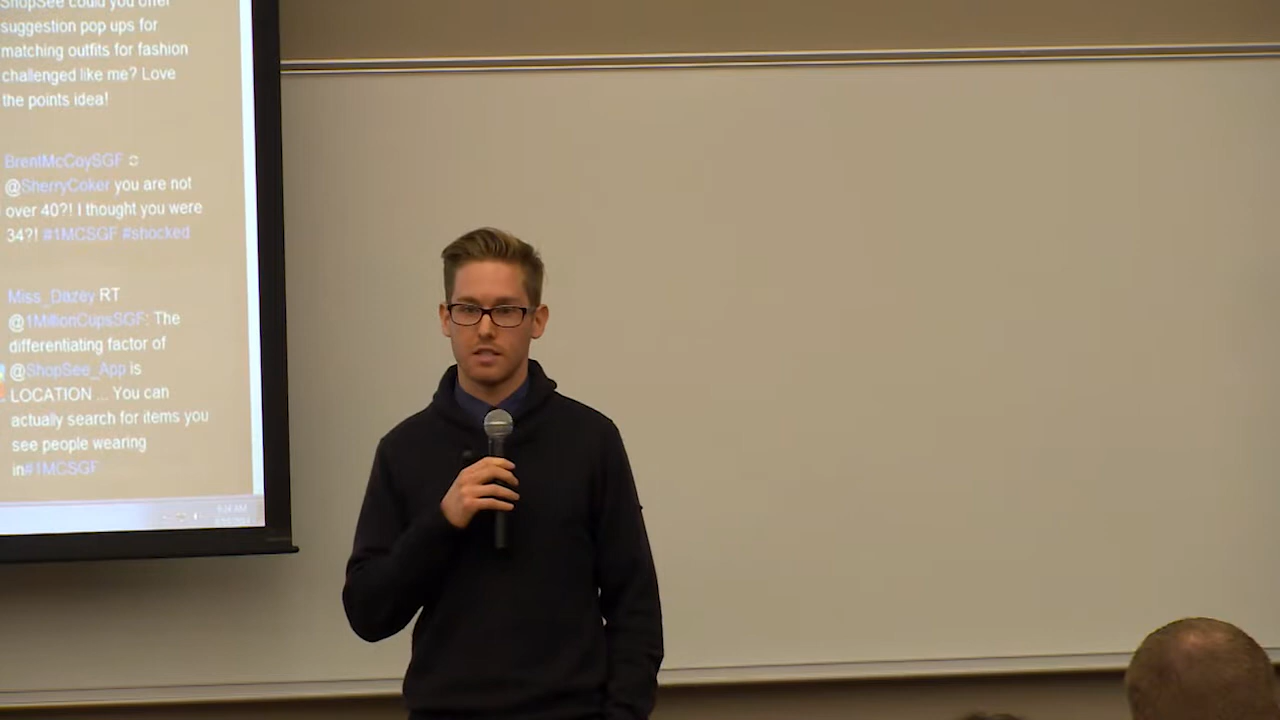 ShopSee could you offer
suggestion pop ups for
matching outfits for fashion
challenged like me? Love
the points idea!
BrentMcCoySGF
@SherryCoker you are not
over 40?! I thought you were
34?! #1MCSGF #shocked
Miss_Dazey RT
@1MillionCupsSGF: The
differentiating factor of
@ShopSee_App is
LOCATION ... You can
actually search for items you
see people wearing
in#1MCSGF